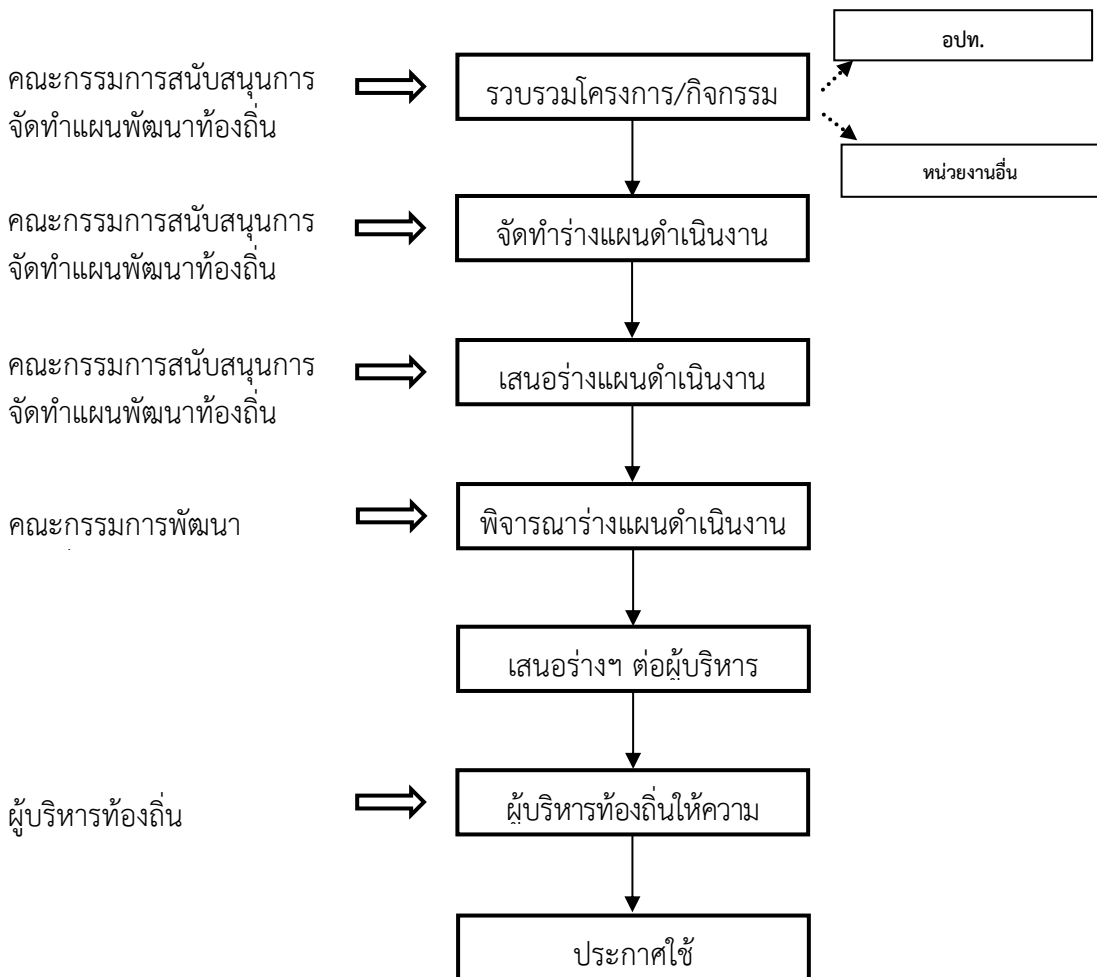 อปท.
คณะกรรมการสนับสนุนการ
จัดทำแผนพัฒนาท้องถิ่น
รวบรวมโครงการ/กิจกรรม
หน่วยงานอื่น
คณะกรรมการสนับสนุนการ
จัดทำแผนพัฒนาท้องถิ่น
จัดทำร่างแผนดำเนินงาน
คณะกรรมการสนับสนุนการ
จัดทำแผนพัฒนาท้องถิ่น
เสนอร่างแผนดำเนินงาน
คณะกรรมการพัฒนา
พิจารณาร่างแผนดำเนินงาน
เสนอร่างฯ ต่อผู้บริหาร
ผู้บริหารท้องถิ่น
ผู้บริหารท้องถิ่นให้ความ
ประกาศใช้